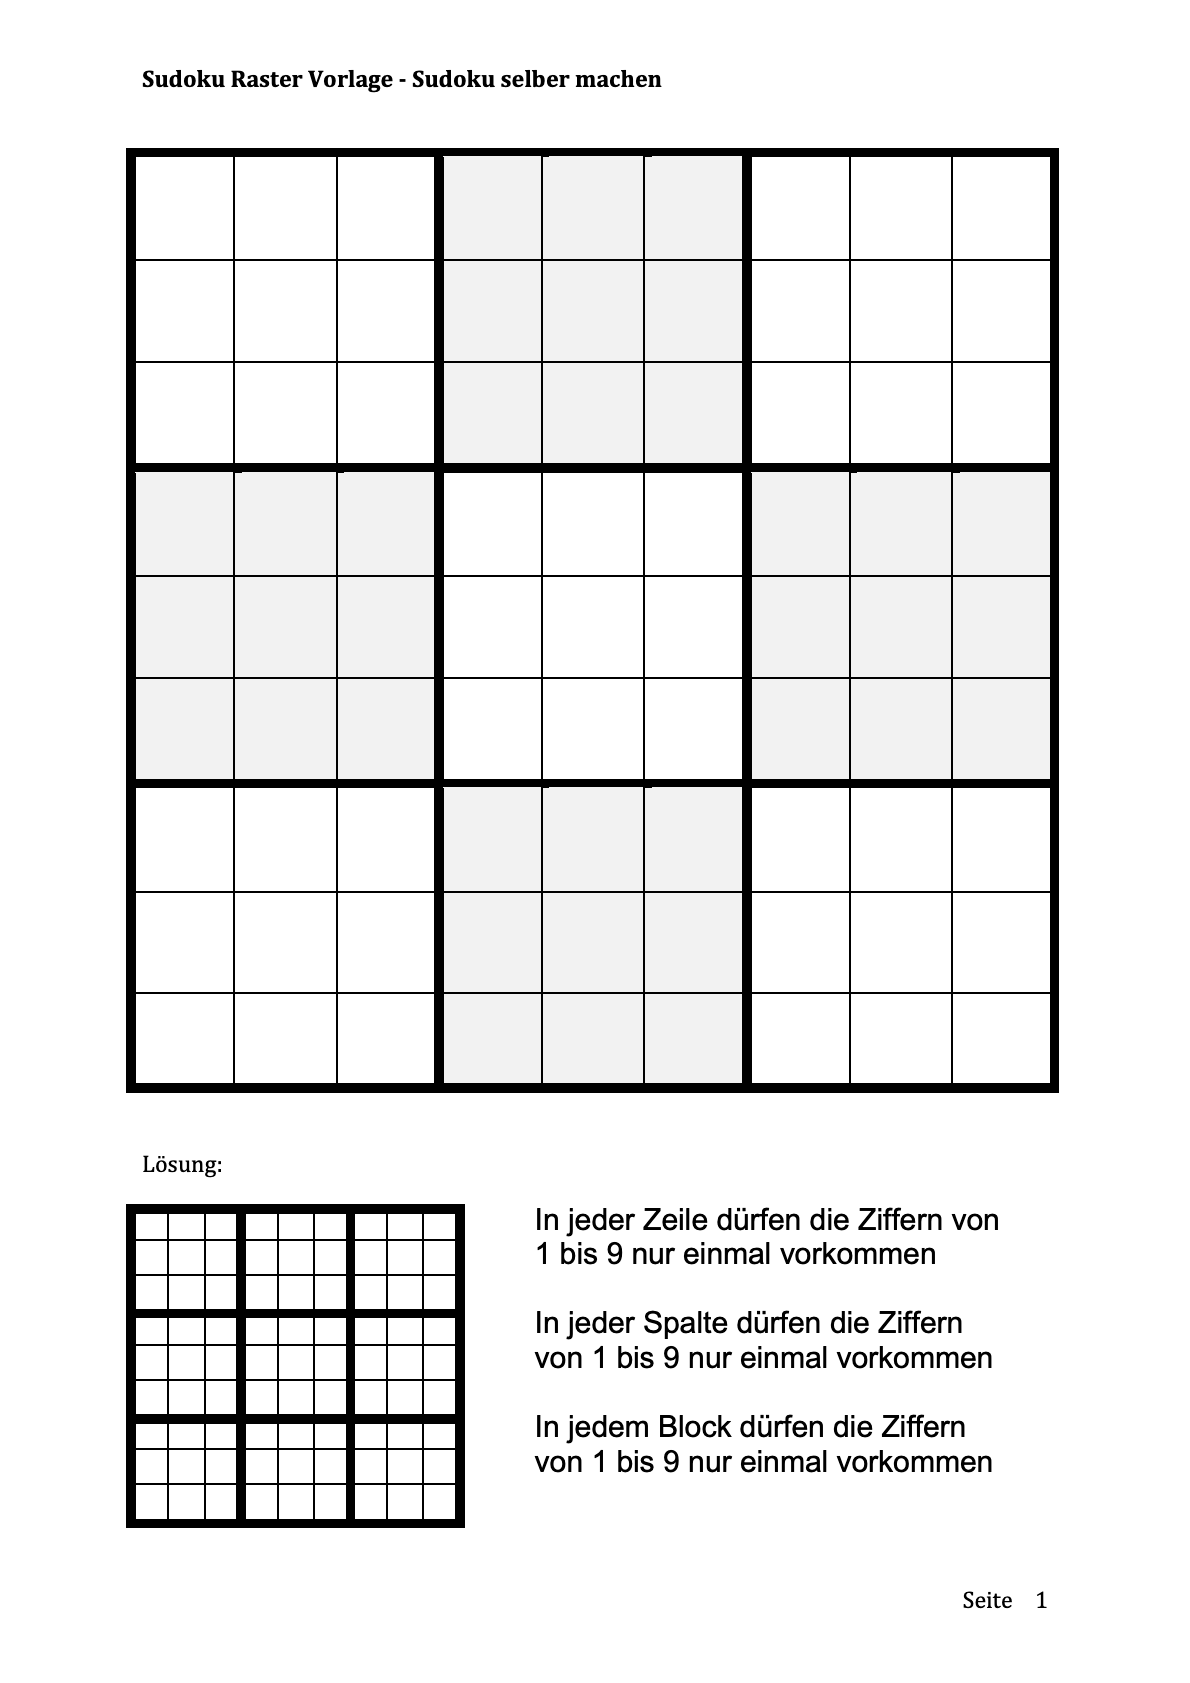 Sudoku Raster Vorlage - Sudoku selber machen
Lösung:
In jeder Zeile dürfen die Ziffern von
1 bis 9 nur einmal vorkommen
In jeder Spalte dürfen die Ziffern
von 1 bis 9 nur einmal vorkommen
In jedem Block dürfen die Ziffern
von 1 bis 9 nur einmal vorkommen
Seite 1